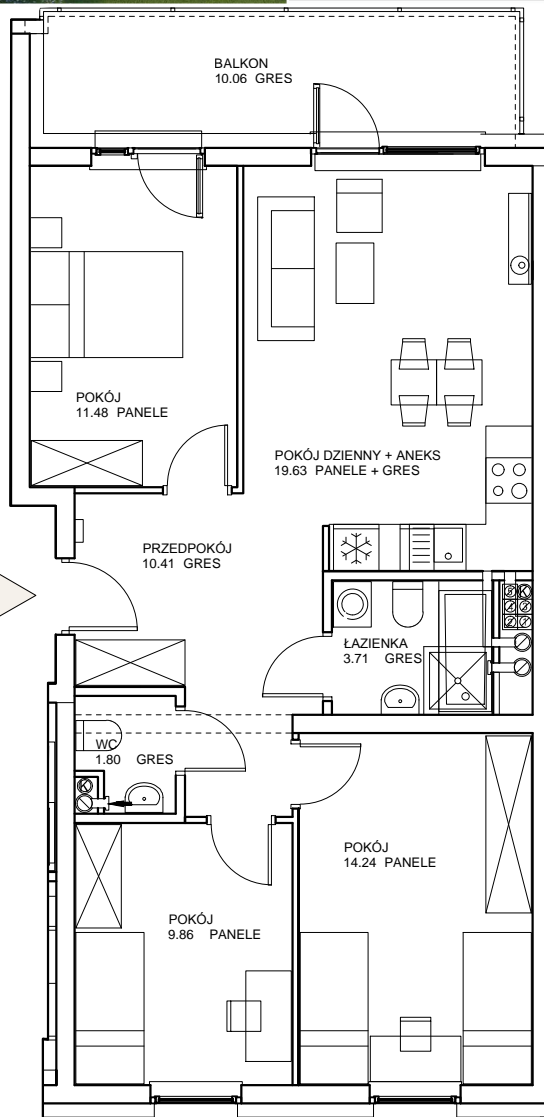 BALKON
10.06 GRES
POKÓJ
11.48 PANELE
POKÓJ DZIENNY + ANEKS
19.63 PANELE + GRES
PRZEDPOKÓJ
10.41 GRES
ŁAZIENKA
3.71 GRES
WC
1.80 GRES
POKÓJ
14.24 PANELE
POKÓJ
9.86 PANELE